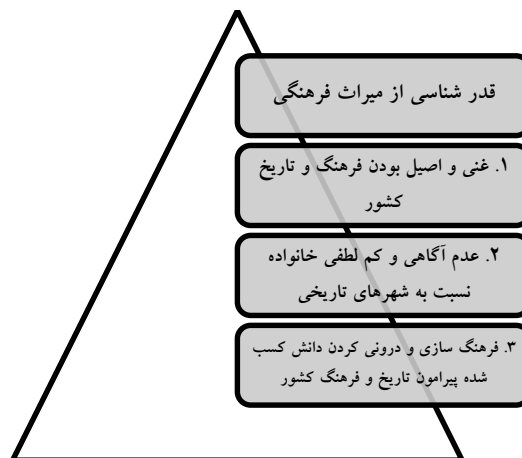 قدر شناسی از میراث فرهنگی
۱. غنی و اصیل بودن فرهنگ و تاریخ
کشور
۲. عدم آگاهی و کم لطفی خانواده
نسبت به شهرهای تاریخی
۳. فرهنگ سازی و درونی کردن دانش کسب
شده پیرامون تاریخ و فرهنگ کشور